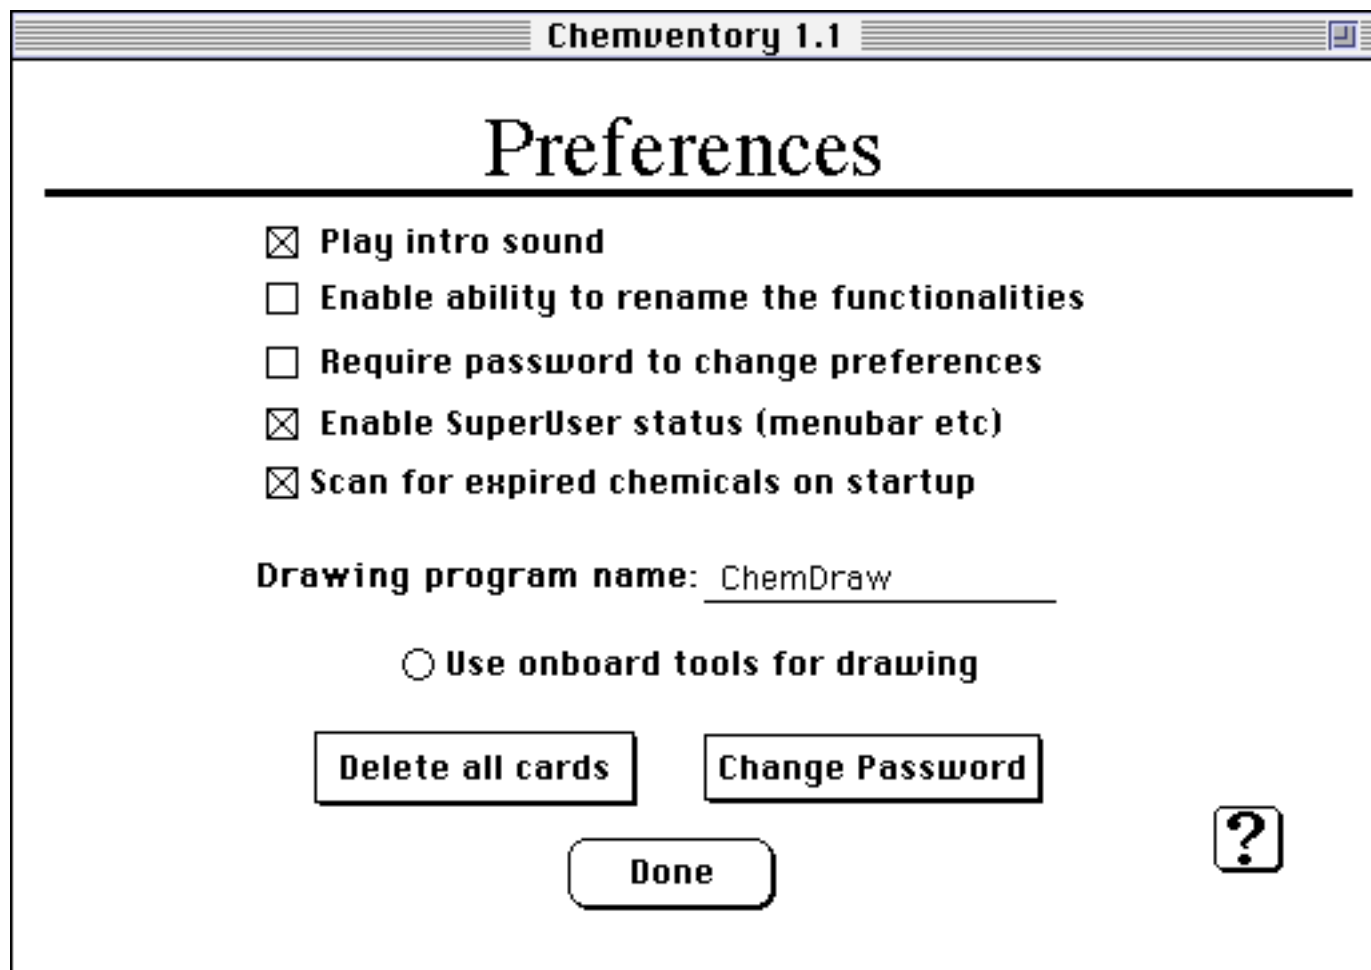 Chemventory 1.1
Preferences
Play intro sound
Enable ability to rename the functionalities
Require password to change preferences
Enable SuperUser status (menubar etc)
Scan for expired chemicals on startup
Drawing program name: ChemDraw
Use onboard tools for drawing
Delete all cards Change Password
?
Done